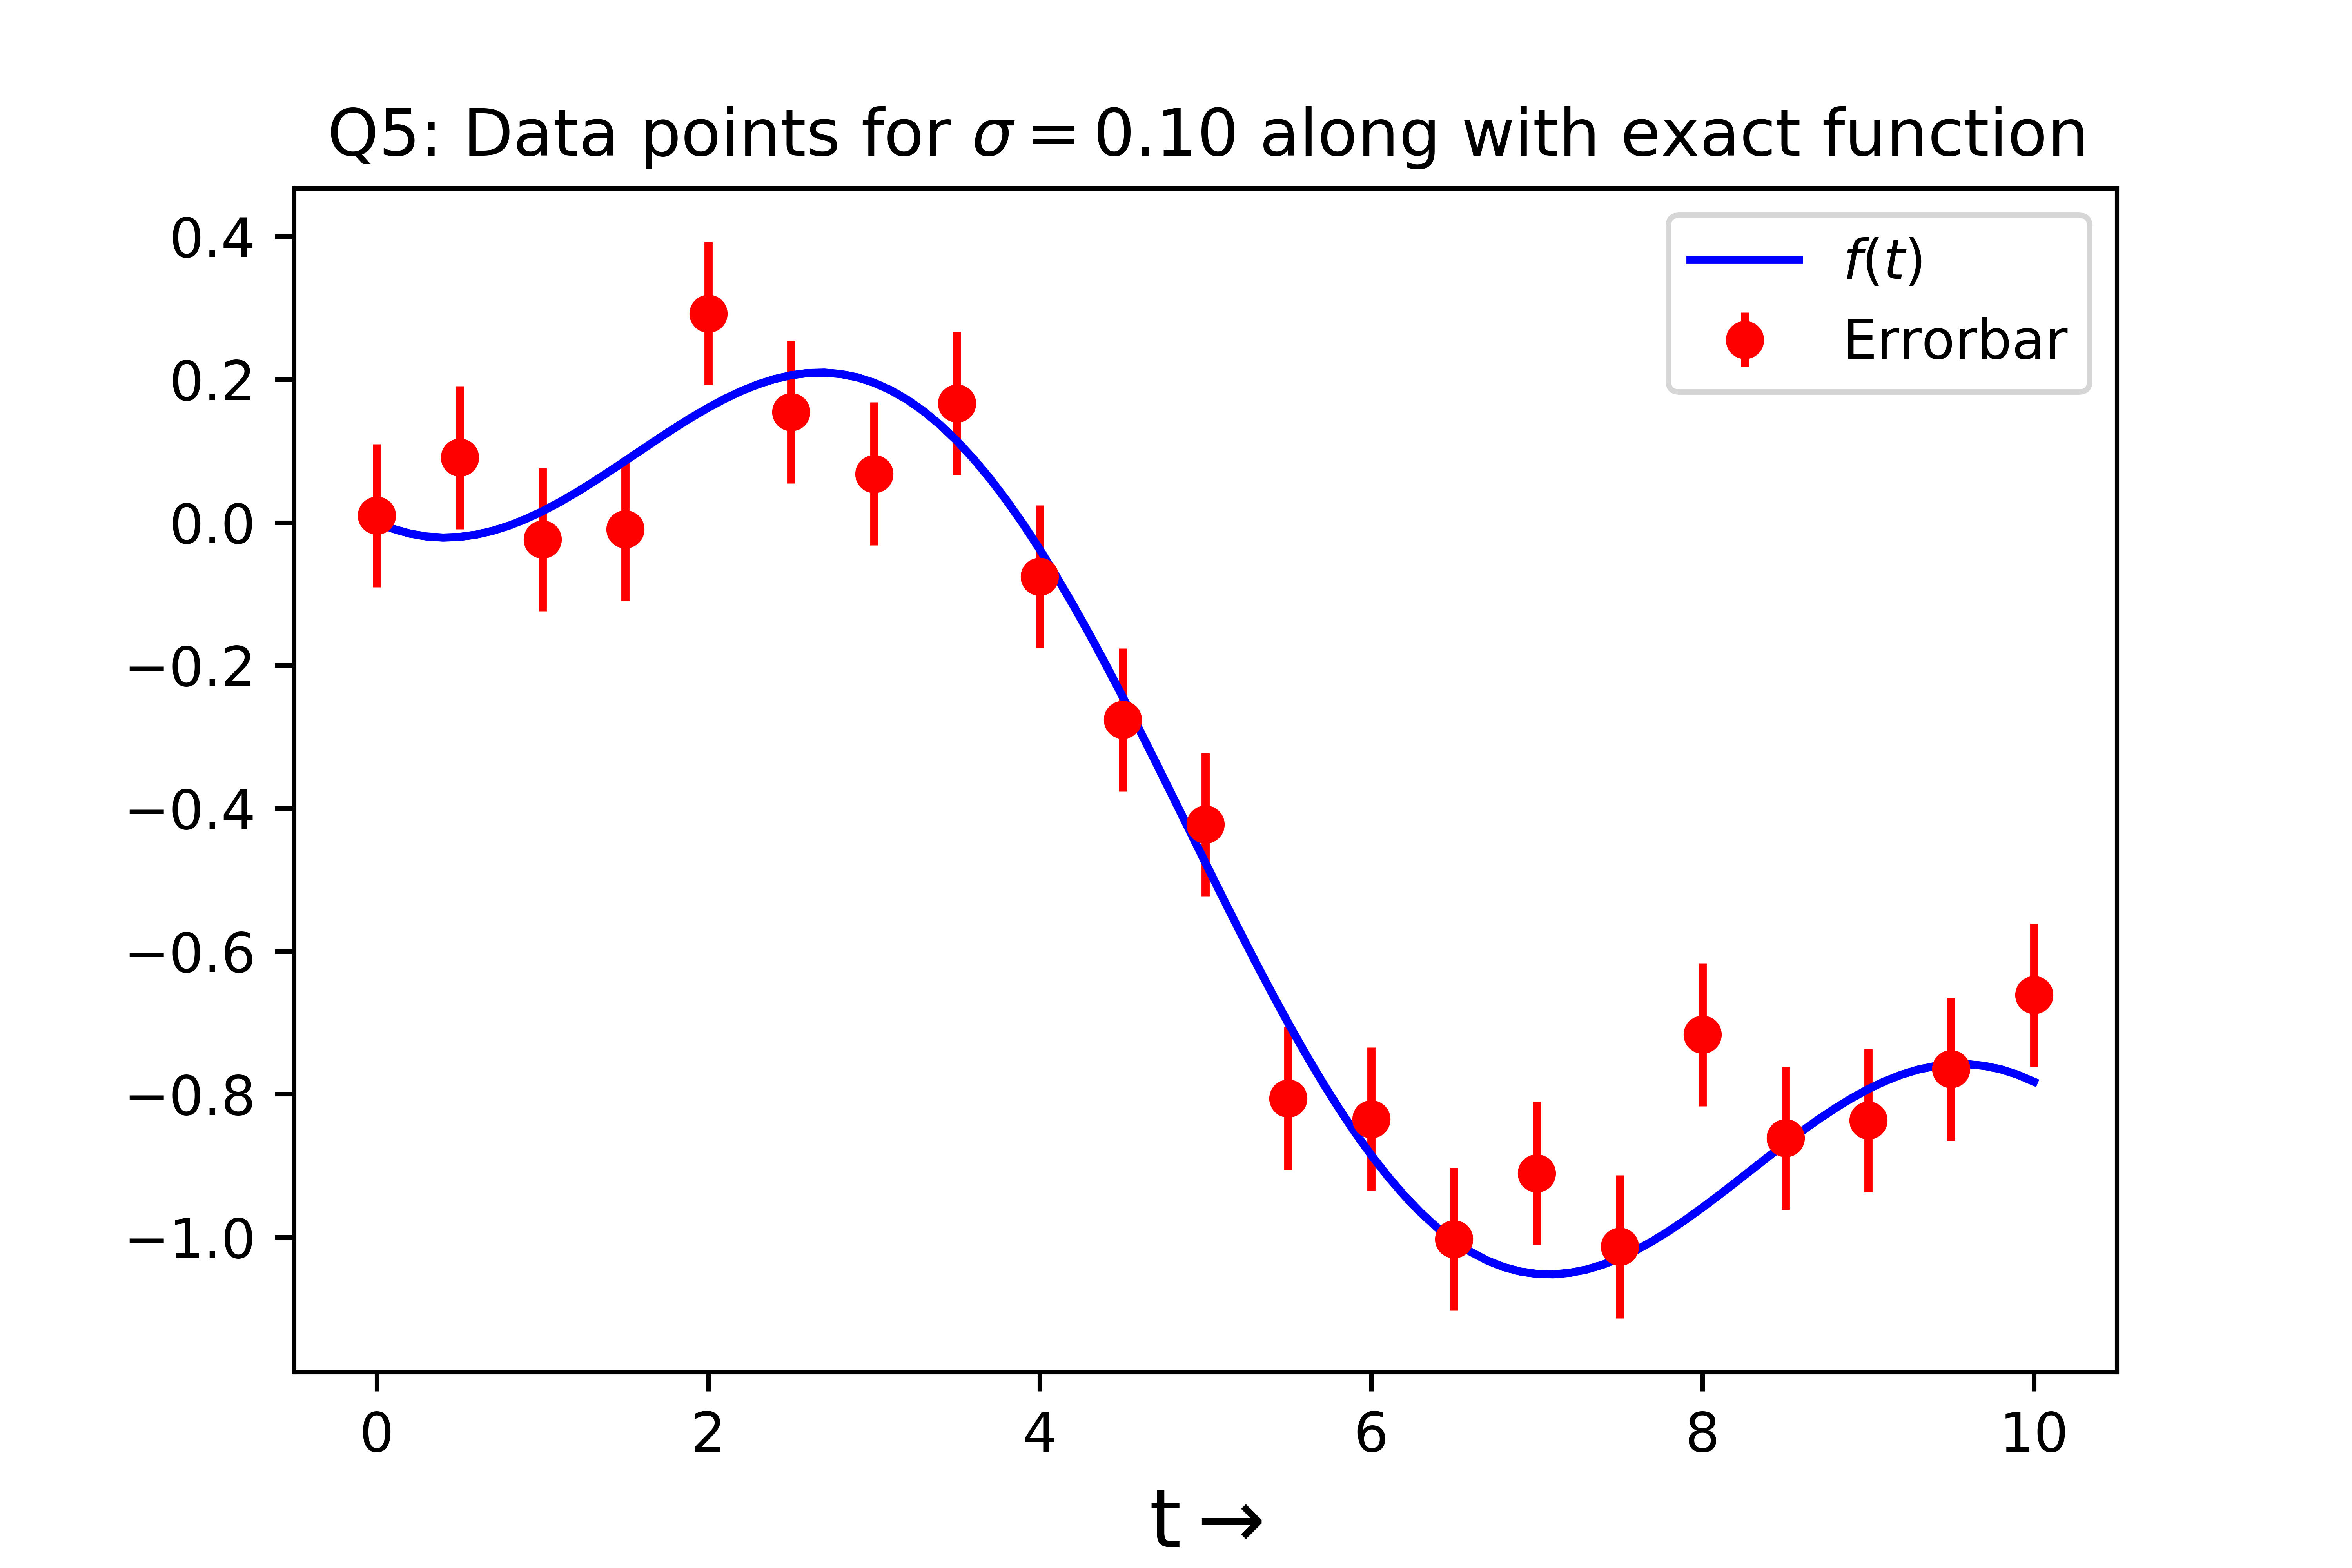 Q5: Data points for σ = 0.10 along with exact function
f(t)
Errorbar
0.4
0.2
0.0
−0.2
−0.4
−0.6
−0.8
−1.0
0 2 4 6 8 10
t →